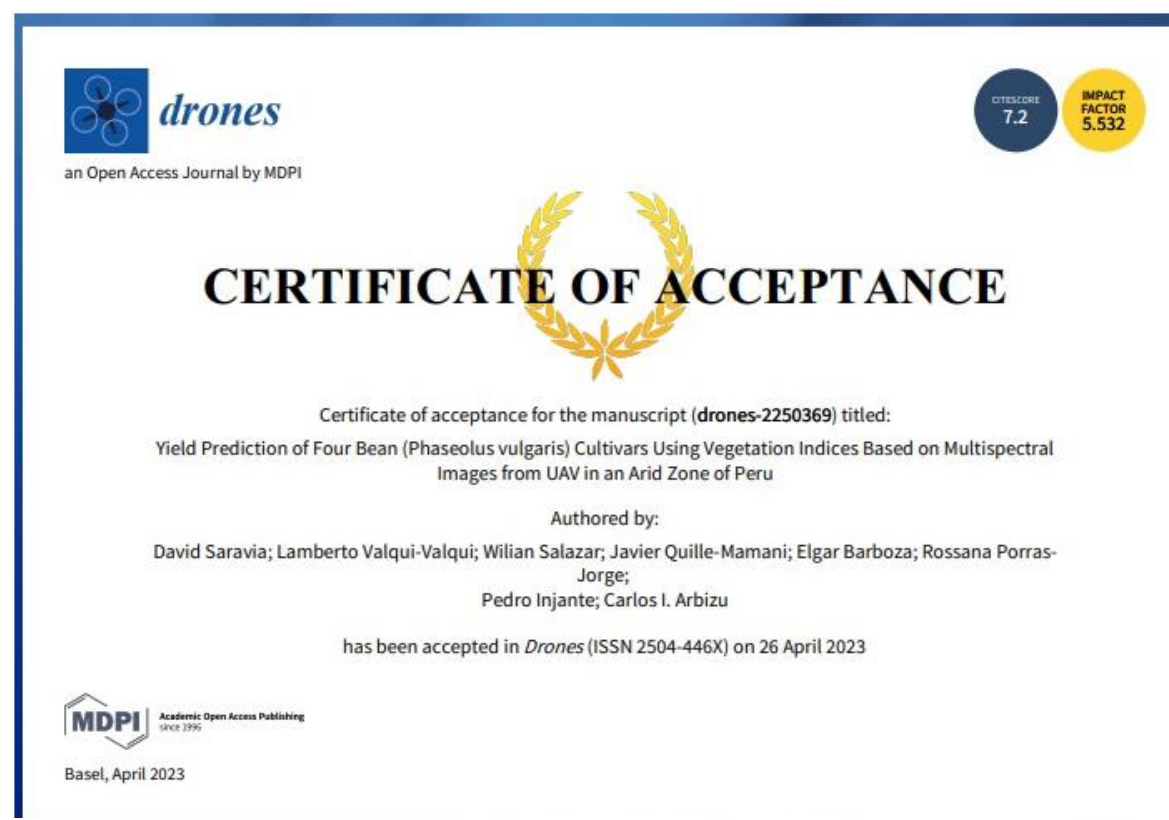 drones
an Open Access Journal by MDPI
CITESCORE
7.2
IMPACT
FACTOR
5.532
CERTIFICATE OF ACCEPTANCE
Certificate of acceptance for the manuscript (drones-2250369) titled:
Yield Prediction of Four Bean (Phaseolus vulgaris) Cultivars Using Vegetation Indices Based on Multispectral
Images from UAV in an Arid Zone of Peru
Authored by:
David Saravia; Lamberto Valqui-Valqui; Wilian Salazar; Javier Quille-Mamani; Elgar Barboza; Rossana Porras-
Jorge;
Pedro Injante; Carlos I. Arbizu
has been accepted in Drones (ISSN 2504-446X) on 26 April 2023
MDPI
Academic Open Access Publishing
since 1996
Basel, April 2023